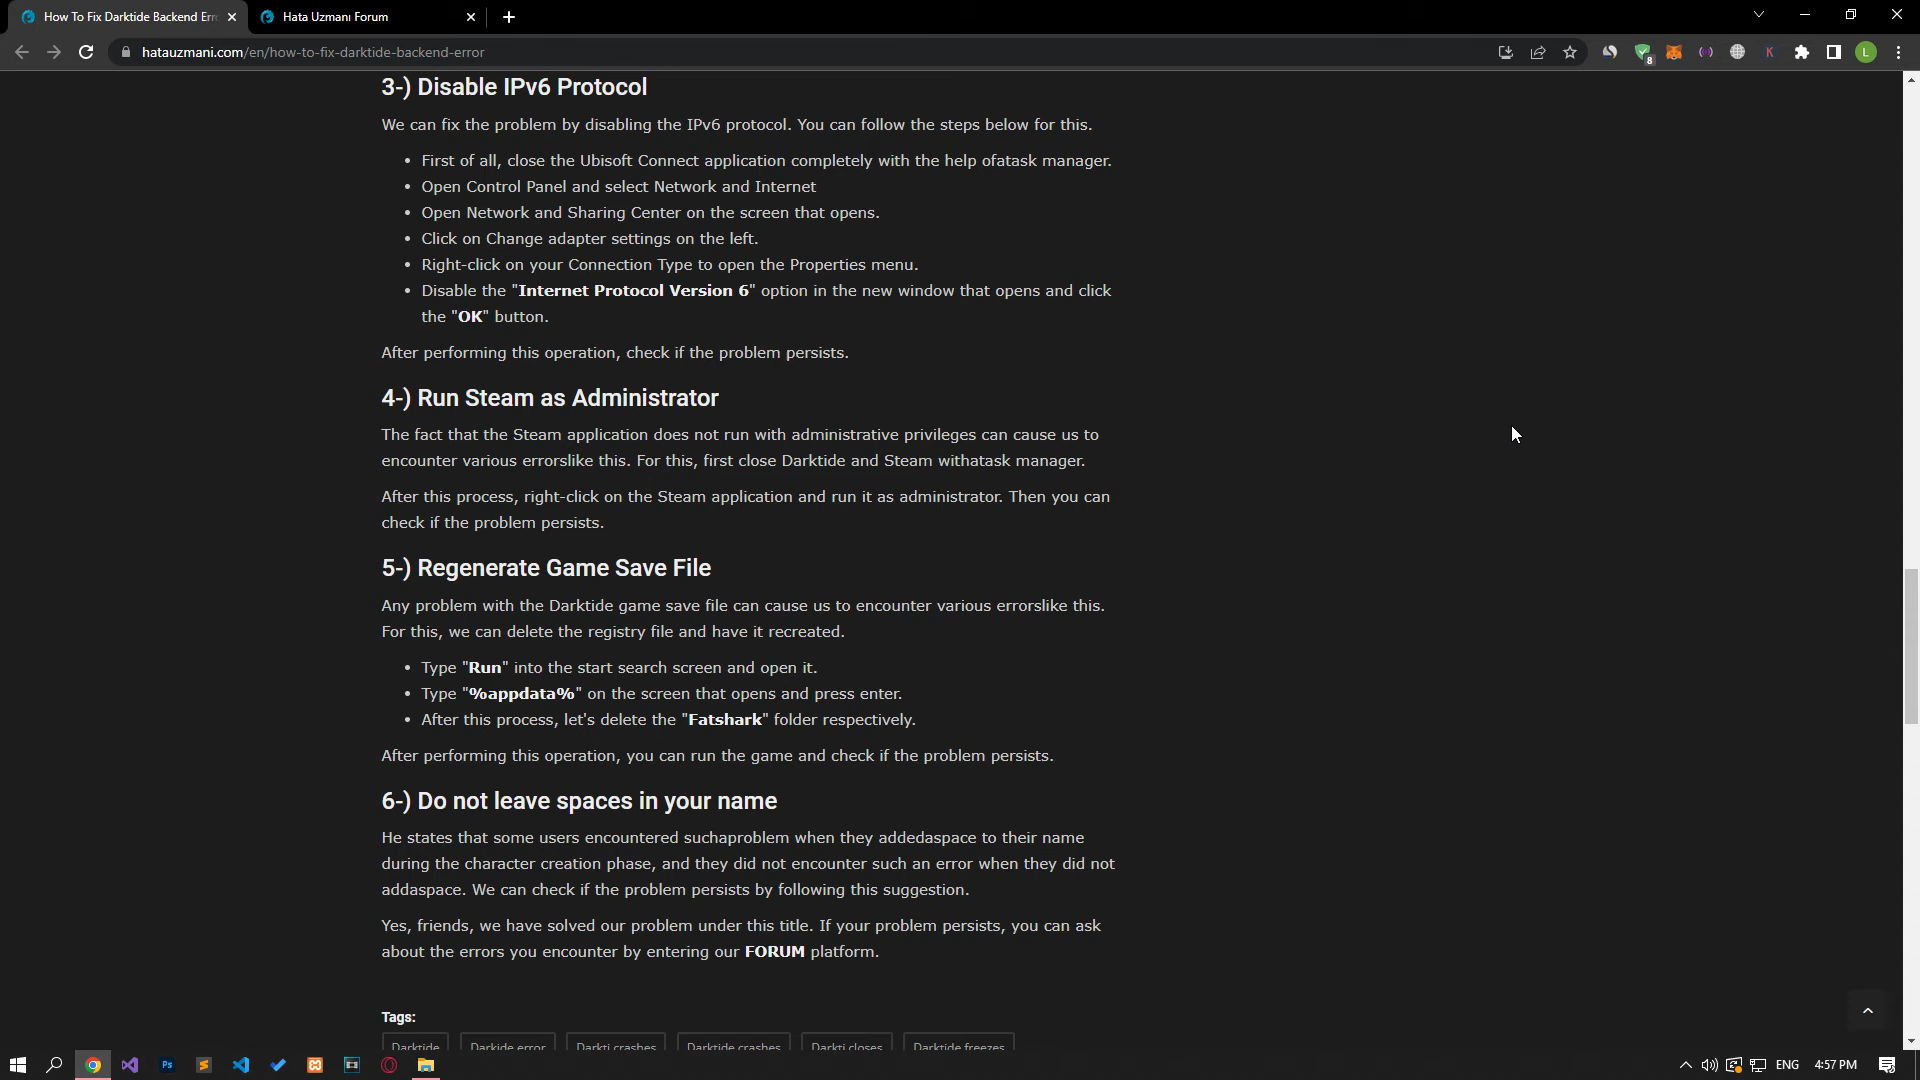 How To Fix Darktide Backend Err
Hata Uzmanı Forum
hatauzmani.com/en/how-to-fix-darktide-backend-error
8
K
L
3-) Disable IPv6 Protocol
We can fix the problem by disabling the IPv6 protocol. You can follow the steps below for this.
• First of all, close the Ubisoft Connect application completely with the help ofatask manager.
• Open Control Panel and select Network and Internet
• Open Network and Sharing Center on the screen that opens.
• Click on Change adapter settings on the left.
• Right-click on your Connection Type to open the Properties menu.
• Disable the "Internet Protocol Version 6" option in the new window that opens and click
the "OK" button.
After performing this operation, check if the problem persists.
4-) Run Steam as Administrator
The fact that the Steam application does not run with administrative privileges can cause us to
encounter various errorslike this. For this, first close Darktide and Steam withatask manager.
After this process, right-click on the Steam application and run it as administrator. Then you can
check if the problem persists.
5-) Regenerate Game Save File
Any problem with the Darktide game save file can cause us to encounter various errorslike this.
For this, we can delete the registry file and have it recreated.
• Type "Run" into the start search screen and open it.
• Type "%appdata%" on the screen that opens and press enter.
• After this process, let's delete the "Fatshark" folder respectively.
After performing this operation, you can run the game and check if the problem persists.
6-) Do not leave spaces in your name
He states that some users encountered suchaproblem when they addedaspace to their name
during the character creation phase, and they did not encounter such an error when they did not
addaspace. We can check if the problem persists by following this suggestion.
Yes, friends, we have solved our problem under this title. If your problem persists, you can ask
about the errors you encounter by entering our FORUM platform.
Tags:
Darktide Darkide error Darkti crashes Darktide crashes Darkti closes Darktide freezes
Ps
ENG
4:57 PM